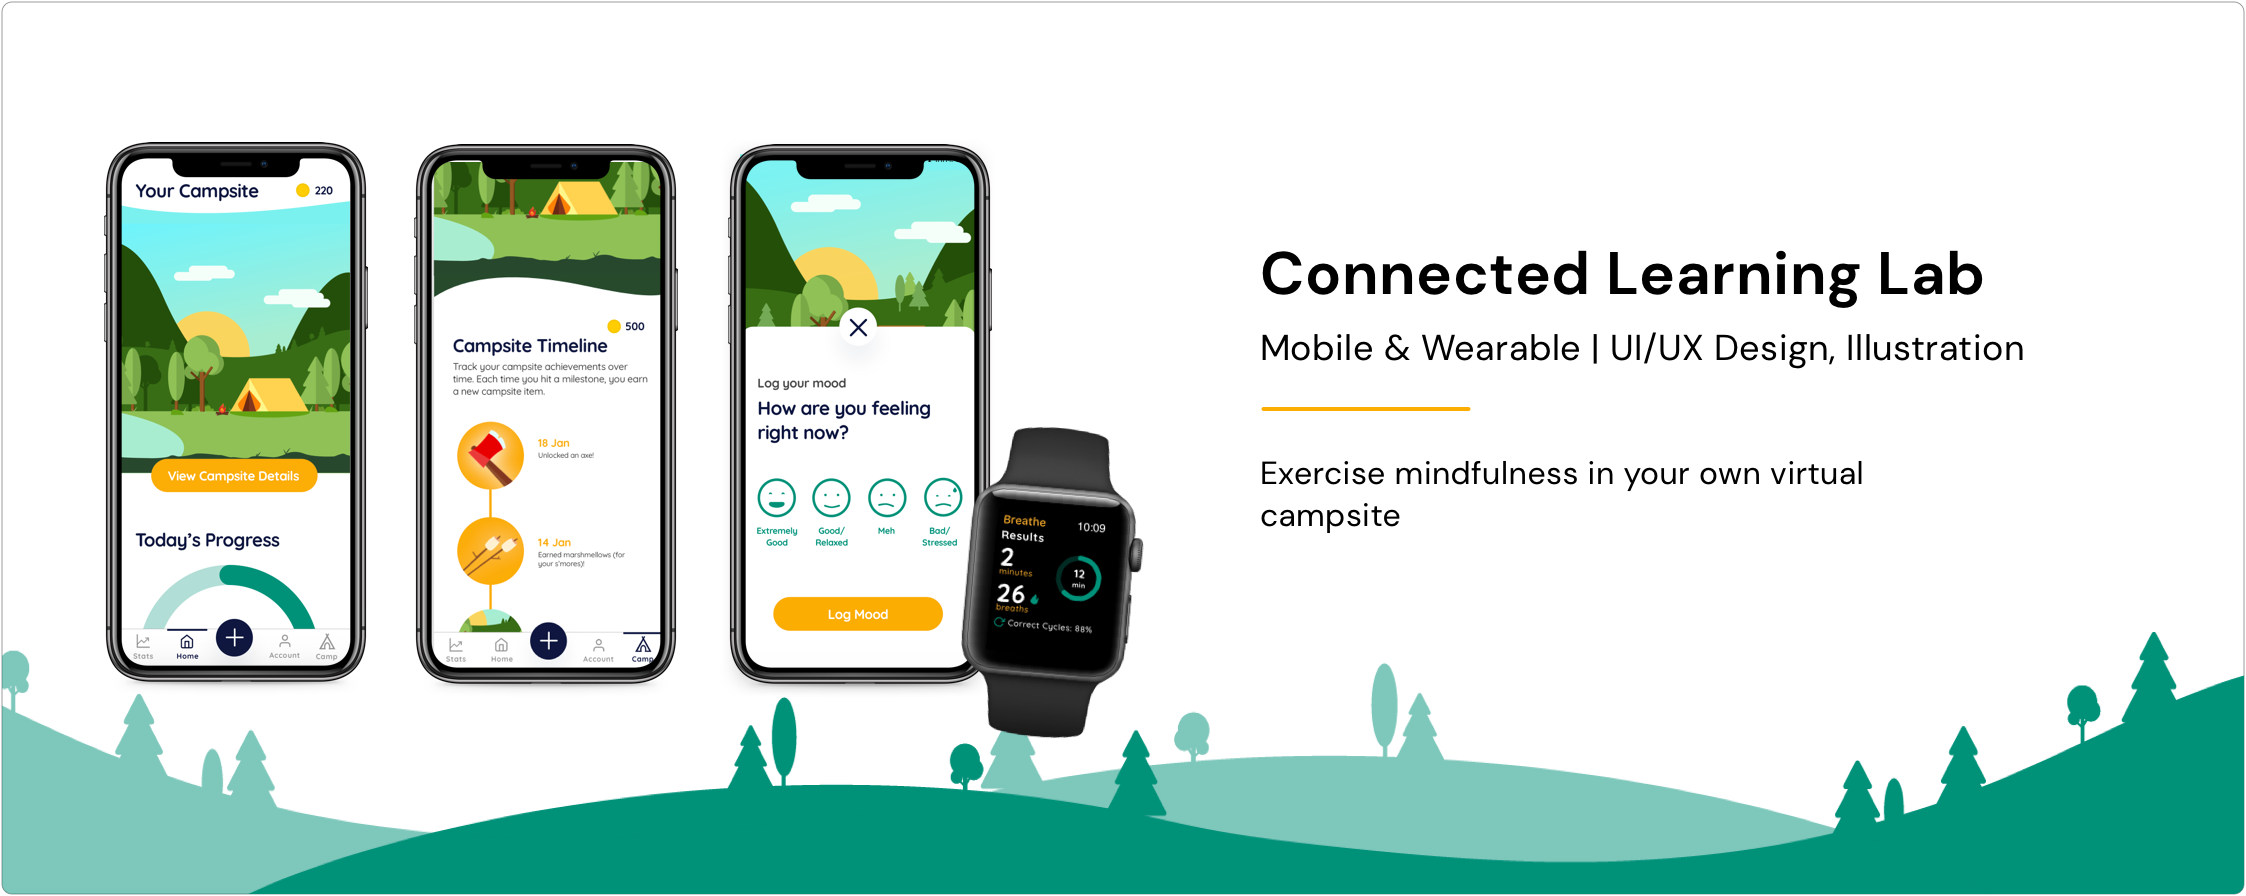 Your Campsite
220
View Campsite Details
Today's Progress
Stats
Home
Account
Camp
500
Campsite Timeline
Track your campsite achievements over
time. Each time you hit a milestone, you earn
a new campsite item.
18 Jan
Unlocked an axe!
14 Jan
Earned marshmellows (for
your s'mores)!
Stats
Home
Account
Camp
Log your mood
How are you feeling
right now?
Extremely
Good
Good/
Relaxed
Meh
Bad/
Stressed
Log Mood
Breathe
10:09
Results
2
minutes
12
min
26
breaths
Correct Cycles: 88%
Connected Learning Lab
Mobile & Wearable | UI/UX Design, Illustration
Exercise mindfulness in your own virtual
campsite